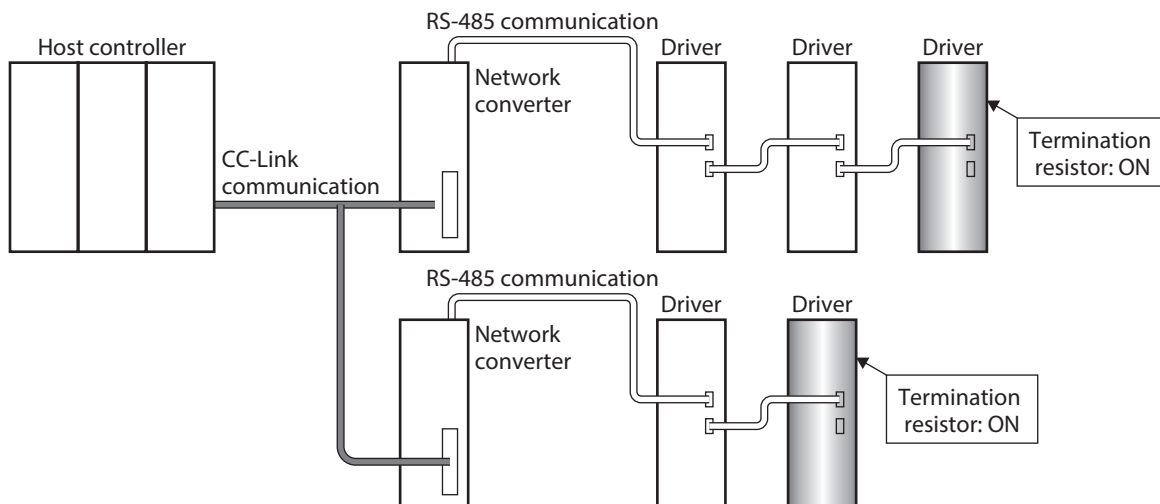 Host controller
CC-Link
communication
RS-485 communication
Network
converter
Driver
Driver
Driver
Termination
resistor: ON
RS-485 communication
Network
converter
Driver
Driver
Termination
resistor: ON